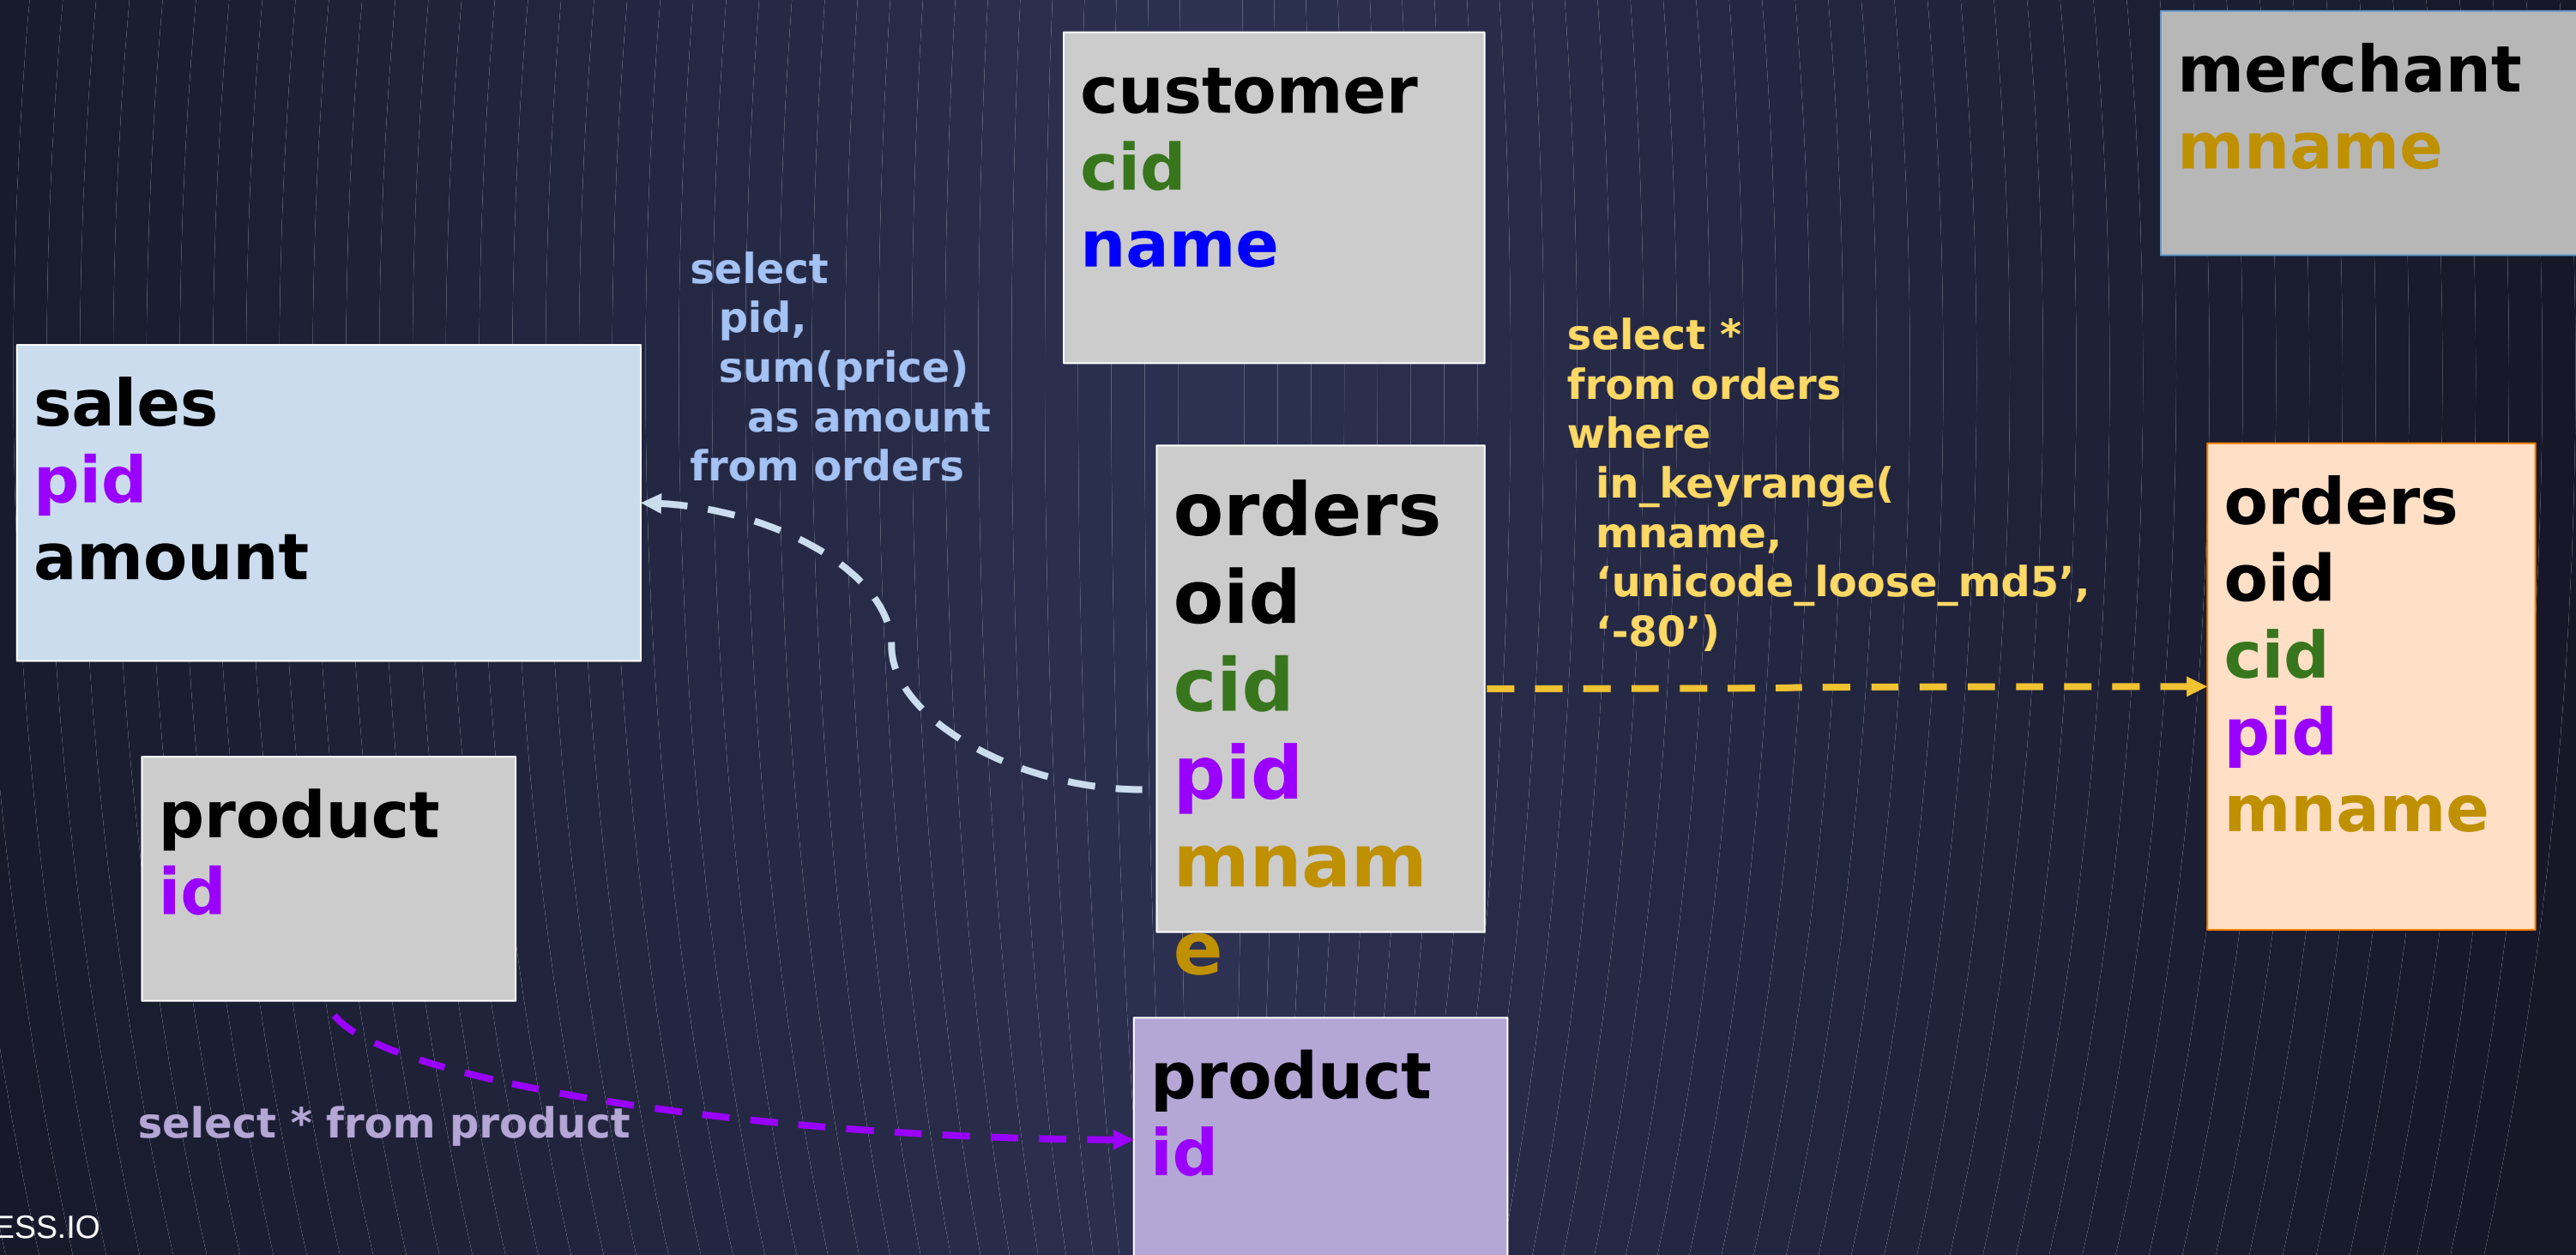 customer
cid
name
merchant
mname
select
pid,
sum(price)
as amount
from orders
sales
pid
amount
select *
from orders
where
in_keyrange(
mname,
‘unicode_loose_md5’,
‘-80’)
orders
oid
cid
pid
mnam
e
orders
oid
cid
pid
mname
product
id
select * from product
product
id
ESS.IO